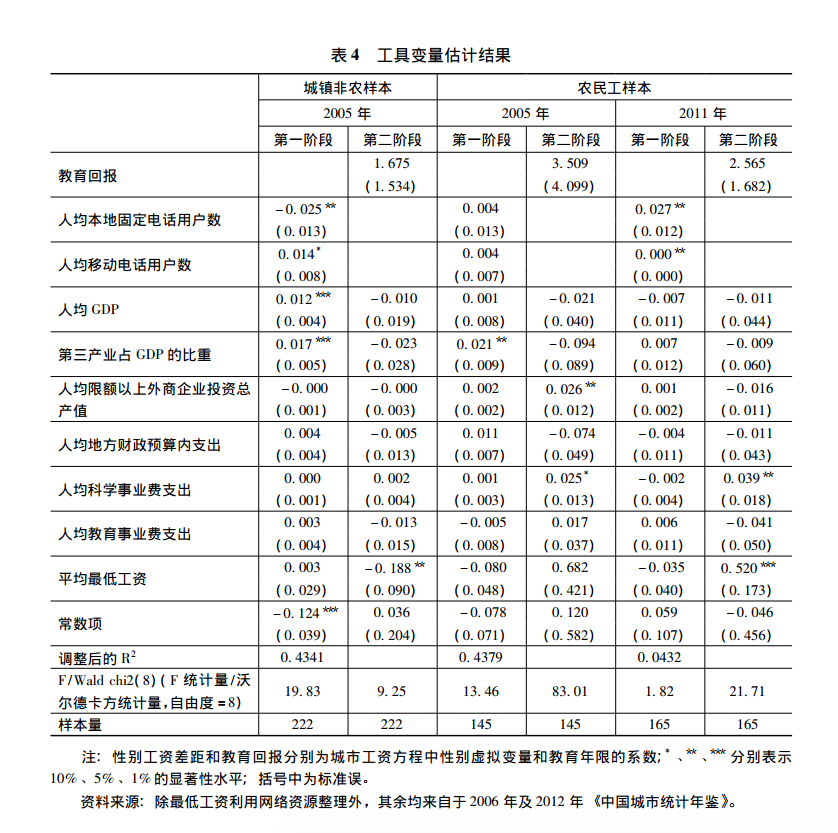 表 4 工具变量估计结果
城镇非农样本 农民工样本
2005 年 2005 年 2011 年
第一阶段 第二阶段 第一阶段 第二阶段 第一阶段 第二阶段
教育回报 1. 675 3. 509 2. 565
( 1. 534) ( 4. 099) ( 1. 682)
人均本地固定电话用户数 － 0. 025 ** 0. 004 0. 027 **
( 0. 013) ( 0. 013) ( 0. 012)
人均移动电话用户数 0. 014 * 0. 004 0. 000 **
( 0. 008) ( 0. 007) ( 0. 000)
人均 GDP 0. 012 *** － 0. 010 0. 001 － 0. 021 － 0. 007 － 0. 011
( 0. 004) ( 0. 019) ( 0. 008) ( 0. 040) ( 0. 011) ( 0. 044)
第三产业占 GDP 的比重 0. 017 *** － 0. 023 0. 021 ** － 0. 094 0. 007 － 0. 009
( 0. 005) ( 0. 028) ( 0. 009) ( 0. 089) ( 0. 012) ( 0. 060)
人均限额以上外商企业投资总 － 0. 000 － 0. 000 0. 002 0. 026 ** 0. 001 － 0. 016
产值 ( 0. 001) ( 0. 003) ( 0. 002) ( 0. 012) ( 0. 002) ( 0. 011)
人均地方财政预算内支出 0. 004 － 0. 005 0. 011 － 0. 074 － 0. 004 － 0. 011
( 0. 004) ( 0. 013) ( 0. 007) ( 0. 049) ( 0. 011) ( 0. 043)
人均科学事业费支出 0. 000 0. 002 0. 001 0. 025 * － 0. 002 0. 039 **
( 0. 001) ( 0. 004) ( 0. 003) ( 0. 013) ( 0. 004) ( 0. 018)
人均教育事业费支出 0. 003 － 0. 013 － 0. 005 0. 017 0. 006 － 0. 041
( 0. 004) ( 0. 015) ( 0. 008) ( 0. 037) ( 0. 011) ( 0. 050)
平均最低工资 0. 003 － 0. 188 ** － 0. 080 0. 682 － 0. 035 0. 520 ***
( 0. 029) ( 0. 090) ( 0. 048) ( 0. 421) ( 0. 040) ( 0. 173)
常数项 － 0. 124 *** 0. 036 － 0. 078 0. 120 0. 059 － 0. 046
( 0. 039) ( 0. 204) ( 0. 071) ( 0. 582) ( 0. 107) ( 0. 456)
调整后的 R² 0. 4341 0. 4379 0. 0432
F/Wald chi2( 8) ( F 统计量/沃
尔德卡方统计量，自由度 = 8) 19. 83 9. 25 13. 46 83. 01 1. 82 21. 71
样本量 222 222 145 145 165 165
注: 性别工资差距和教育回报分别为城市工资方程中性别虚拟变量和教育年限的系数; * 、** 、*** 分别表示
10% 、5% 、1% 的显著性水平; 括号中为标准误。
资料来源: 除最低工资利用网络资源整理外，其余均来自于 2006 年及 2012 年《中国城市统计年鉴》。